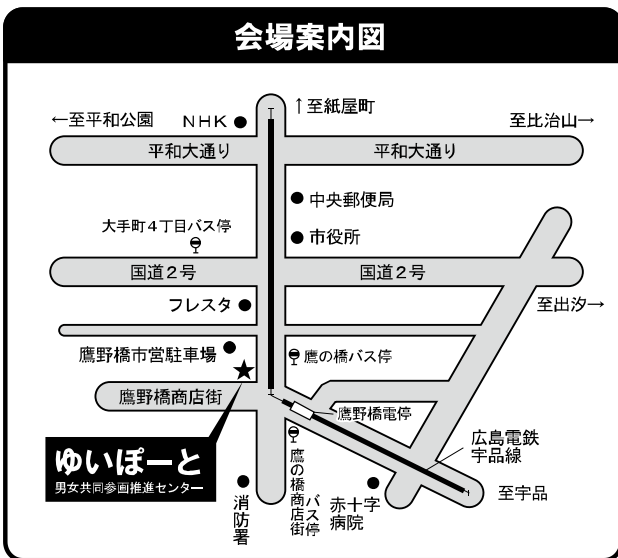 会場案内図
↑至紙屋町
←至平和公園
NHK
至比治山→
平和大通り
平和大通り
中央郵便局
大手町4丁目バス停
市役所
国道2号
国道2号
フレスタ
至出汐→
鷹野橋市営駐車場
鷹の橋バス停
鷹野橋商店街
鷹野橋電停
広島電鉄
宇品線
ゆいぽーと
男女共同参画推進センター
至宇品
消防署
鷹の橋商店街
バス停
赤十字
病院